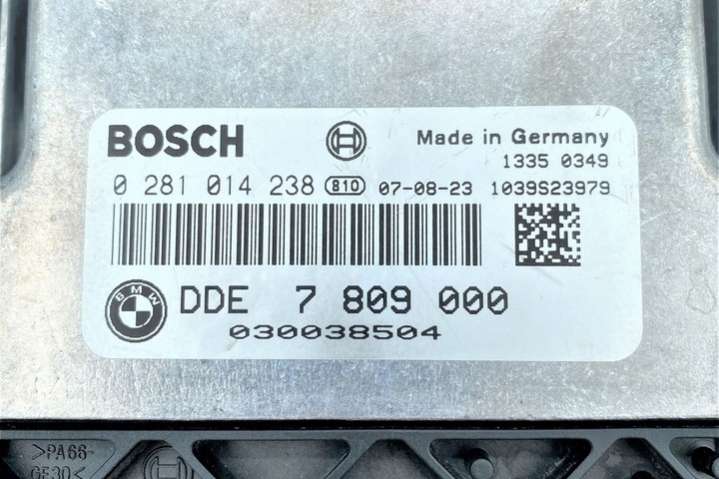 BOSCH Made in Germany
1335 0349
0 281 014 238 810 07-08-23 1039S23979
BMW DDE 7 809 000
030038504
>PA66-
GF30<